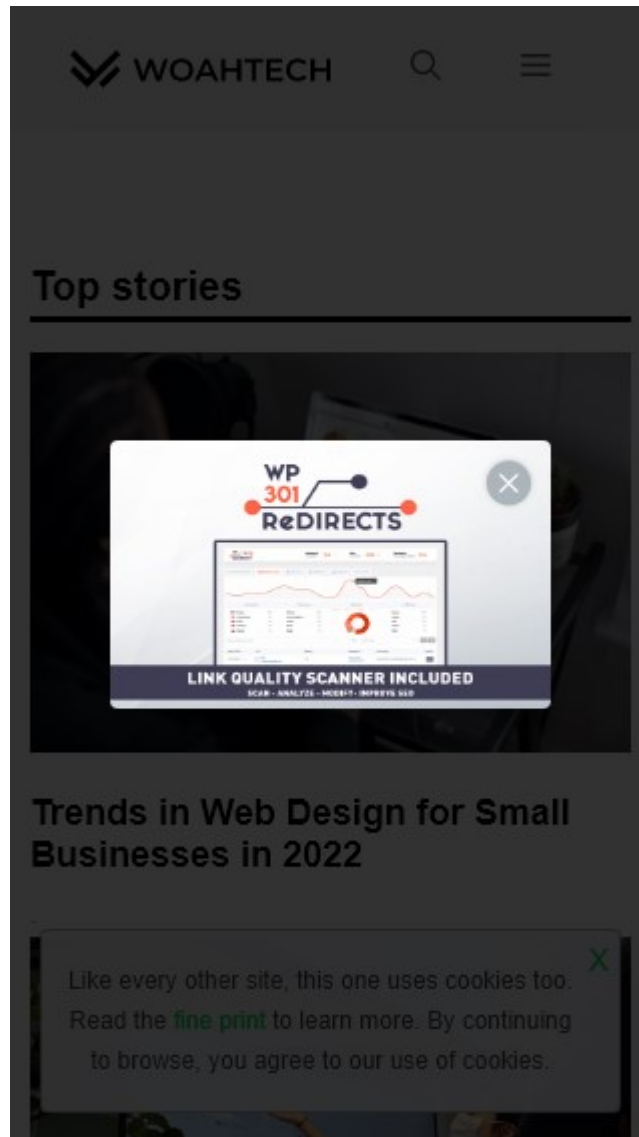 WOAHTECH
Top stories
WP
301
ReDIRECTS
LINK QUALITY SCANNER INCLUDED
SCAN - ANALYZE - MODIFY - IMPROVE SEO
Trends in Web Design for Small
Businesses in 2022
X
Like every other site, this one uses cookies too.
Read the fine print to learn more. By continuing
to browse, you agree to our use of cookies.